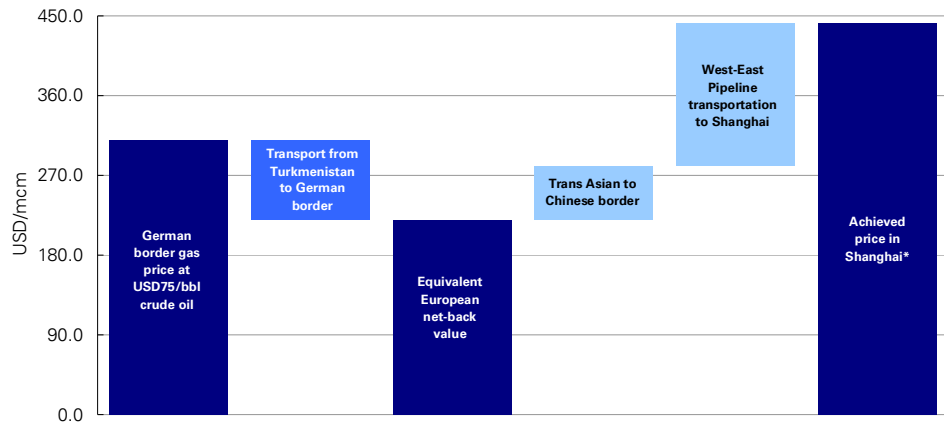 450.0
360.0
270.0
180.0
90.0
0.0
USD/mcm
German
border gas
price at
USD75/bbl
crude oil
Transport from
Turkmenistan
to German
border
Equivalent
European
net-back
value
Trans Asian to
Chinese border
West-East
Pipeline
transportation
to Shanghai
Achieved
price in
Shanghai*